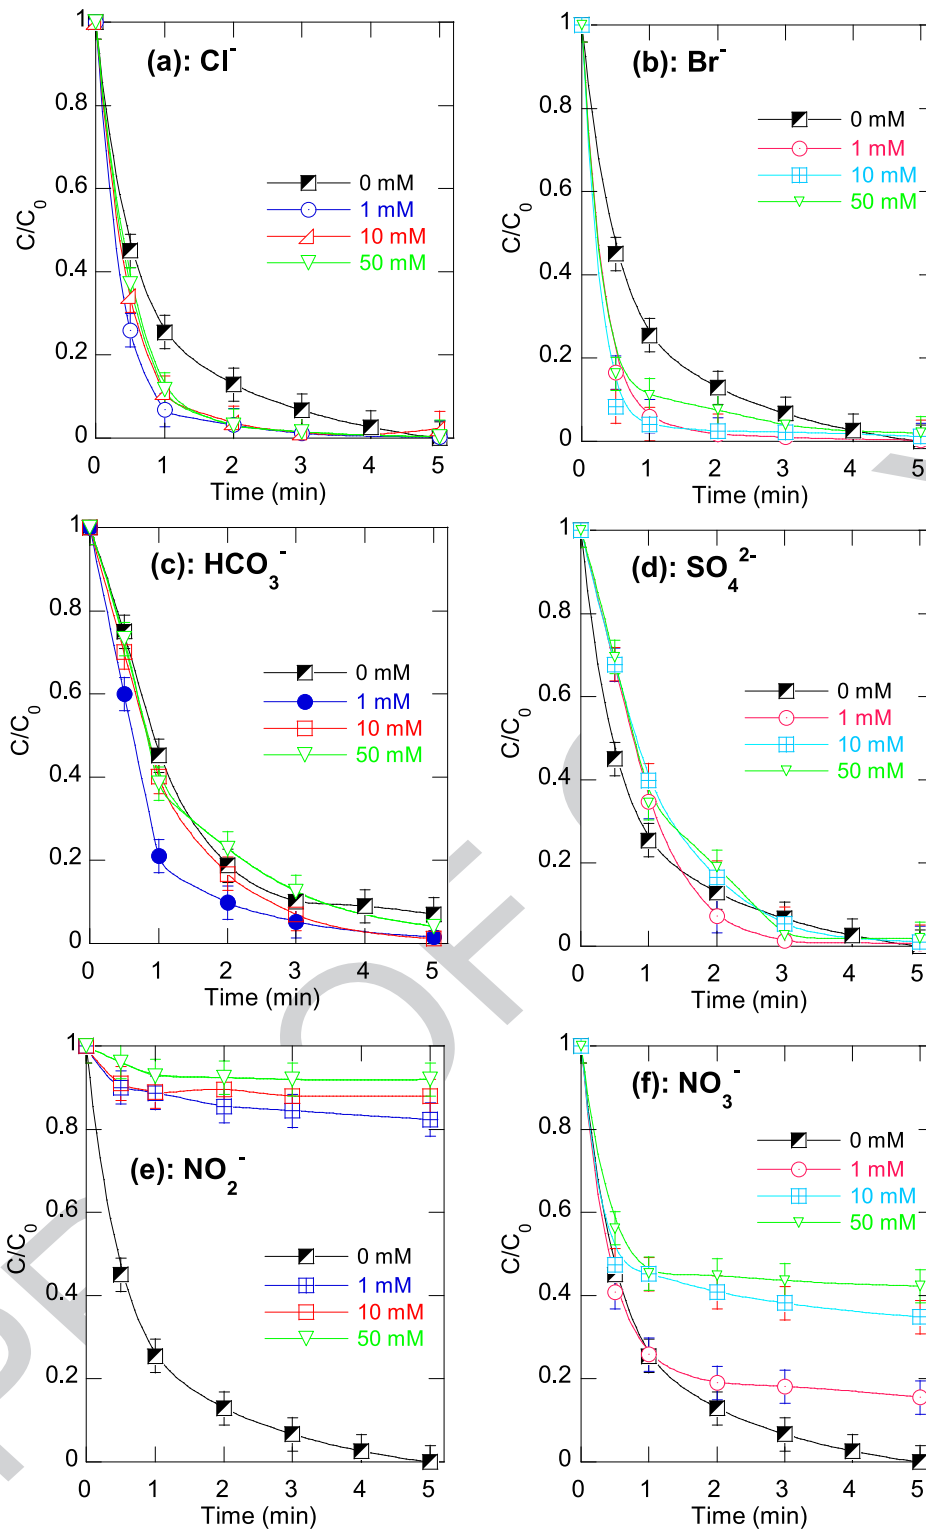 (a): Cl⁻
C/C₀
1
0.8
0.6
0.4
0.2
0
0 mM
1 mM
10 mM
50 mM
0 1 2 3 4 5
Time (min)
(b): Br⁻
C/C₀
1
0.8
0.6
0.4
0.2
0
0 mM
1 mM
10 mM
50 mM
0 1 2 3 4 5
Time (min)
(c): HCO₃⁻
C/C₀
1
0.8
0.6
0.4
0.2
0
0 mM
1 mM
10 mM
50 mM
0 1 2 3 4 5
Time (min)
(d): SO₄²⁻
C/C₀
1
0.8
0.6
0.4
0.2
0
0 mM
1 mM
10 mM
50 mM
0 1 2 3 4 5
Time (min)
(e): NO₂⁻
C/C₀
1
0.8
0.6
0.4
0.2
0
0 mM
1 mM
10 mM
50 mM
0 1 2 3 4 5
Time (min)
(f): NO₃⁻
C/C₀
1
0.8
0.6
0.4
0.2
0
0 mM
1 mM
10 mM
50 mM
0 1 2 3 4 5
Time (min)